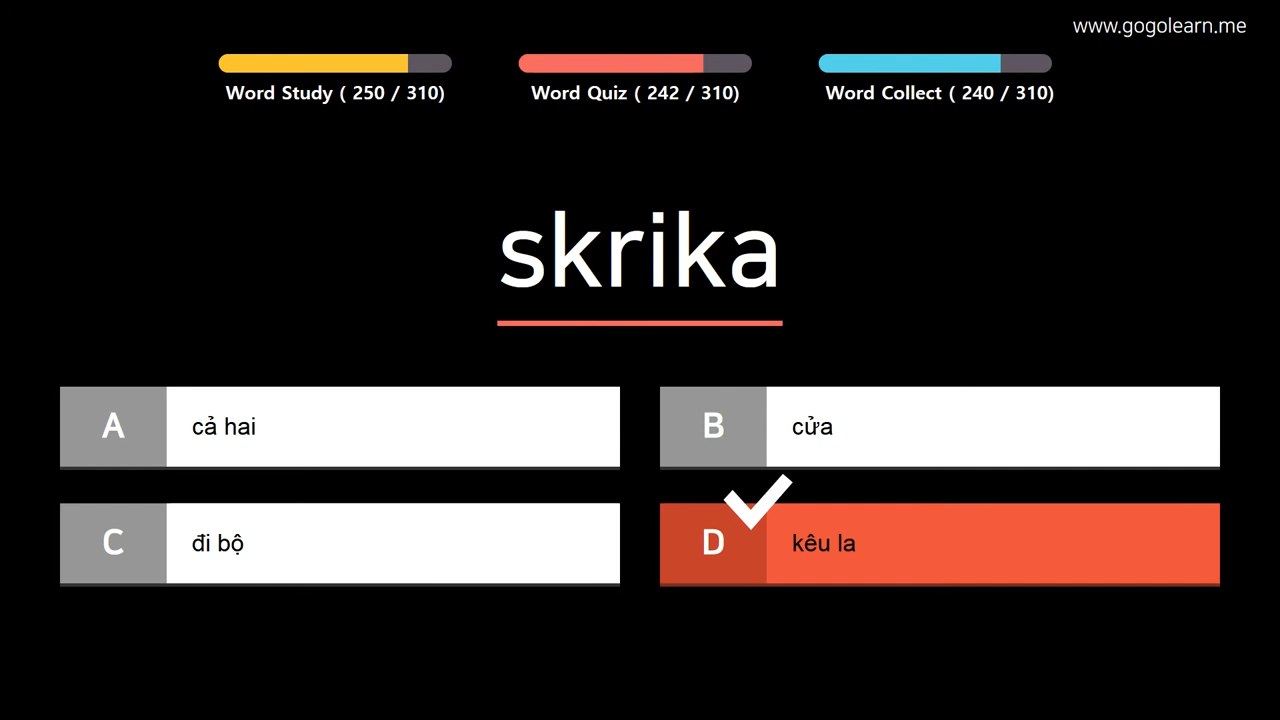 www.gogolearn.me
Word Study ( 250 / 310)
Word Quiz ( 242 / 310)
Word Collect ( 240 / 310)
skrika
A cả hai
B cửa
C đi bộ
D kêu la